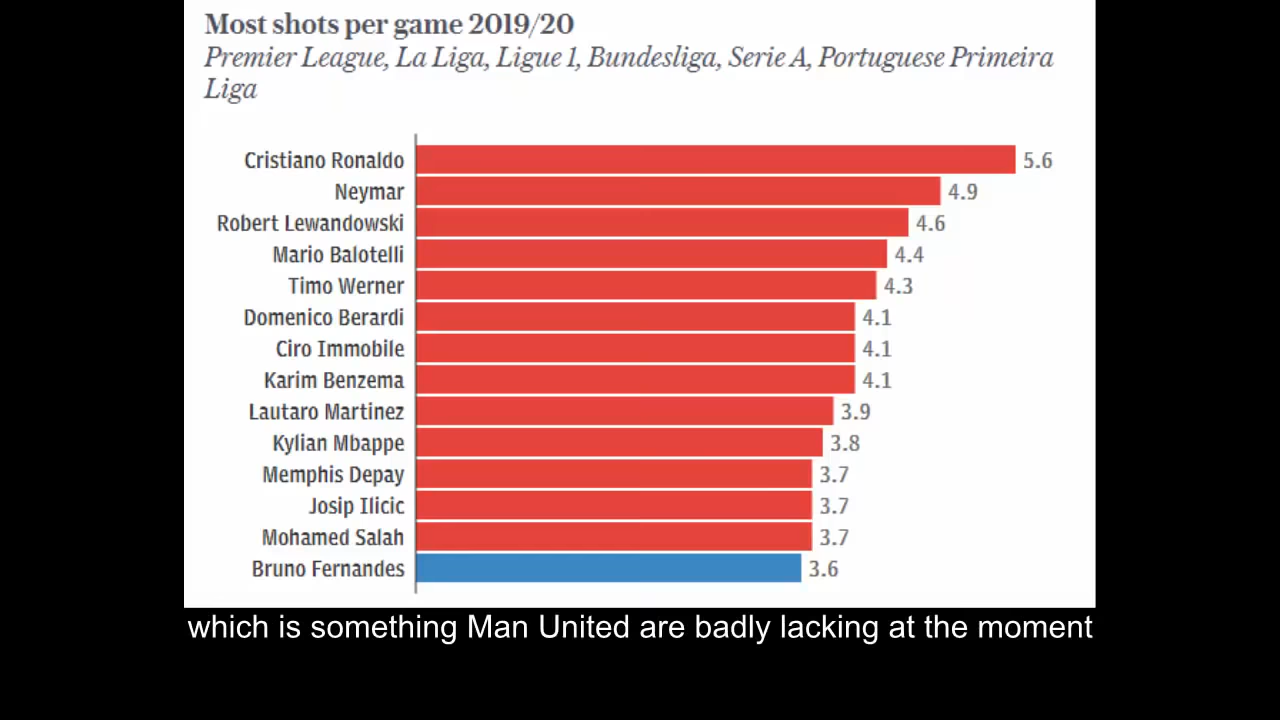 Most shots per game 2019/20
Premier League, La Liga, Ligue 1, Bundesliga, Serie A, Portuguese Primeira
Liga
Cristiano Ronaldo 5.6
Neymar 4.9
Robert Lewandowski 4.6
Mario Balotelli 4.4
Timo Werner 4.3
Domenico Berardi 4.1
Ciro Immobile 4.1
Karim Benzema 4.1
Lautaro Martinez 3.9
Kylian Mbappe 3.8
Memphis Depay 3.7
Josip Ilicic 3.7
Mohamed Salah 3.7
Bruno Fernandes 3.6
which is something Man United are badly lacking at the moment